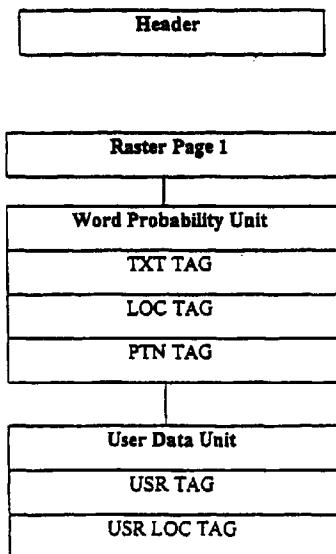 Header
Raster Page 1
Word Probability Unit
TXT TAG
LOC TAG
PTN TAG
User Data Unit
USR TAG
USR LOC TAG